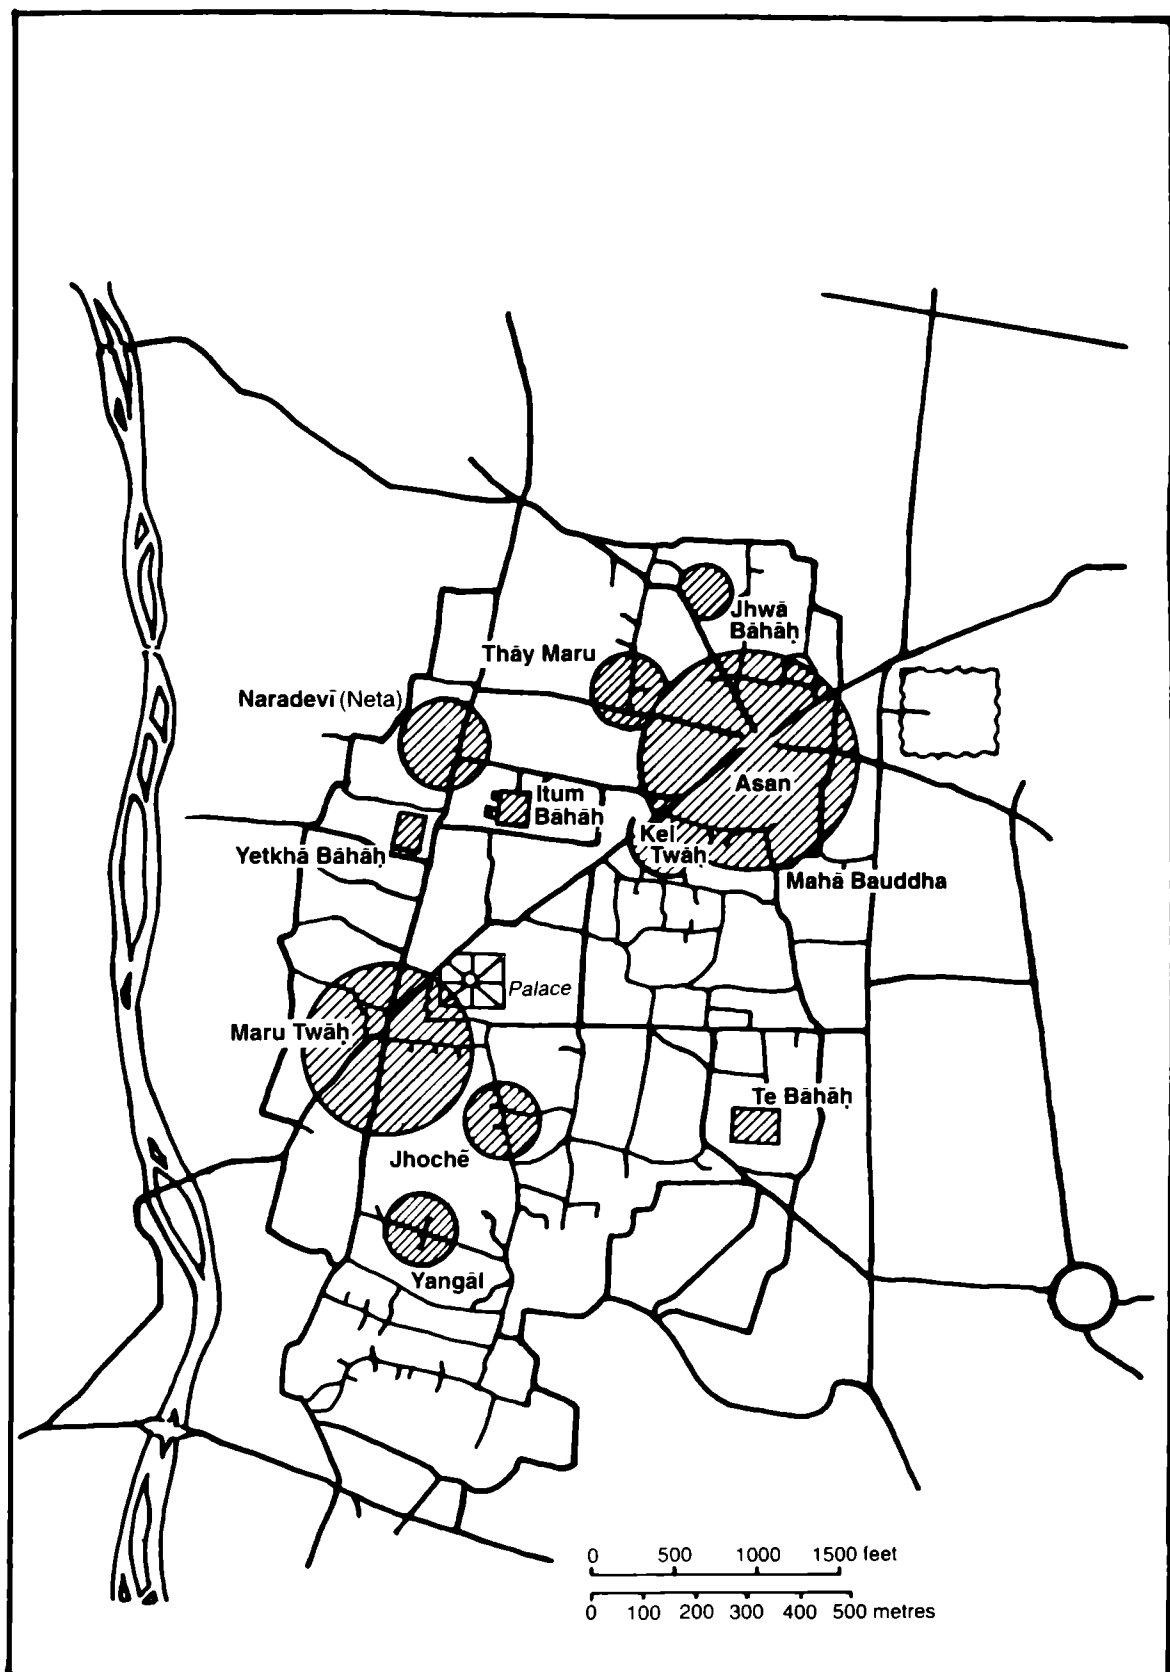 Jhwā
Bāhāḥ
Thāy Maru
Naradevī (Neta)
Asan
Itum
Bāhāḥ
Kel
Twāḥ
Yetkhā Bāhāḥ
Mahā Bauddha
Palace
Maru Twāḥ
Te Bāhāḥ
Jhochē
Yangāl
0 500 1000 1500 feet
0 100 200 300 400 500 metres